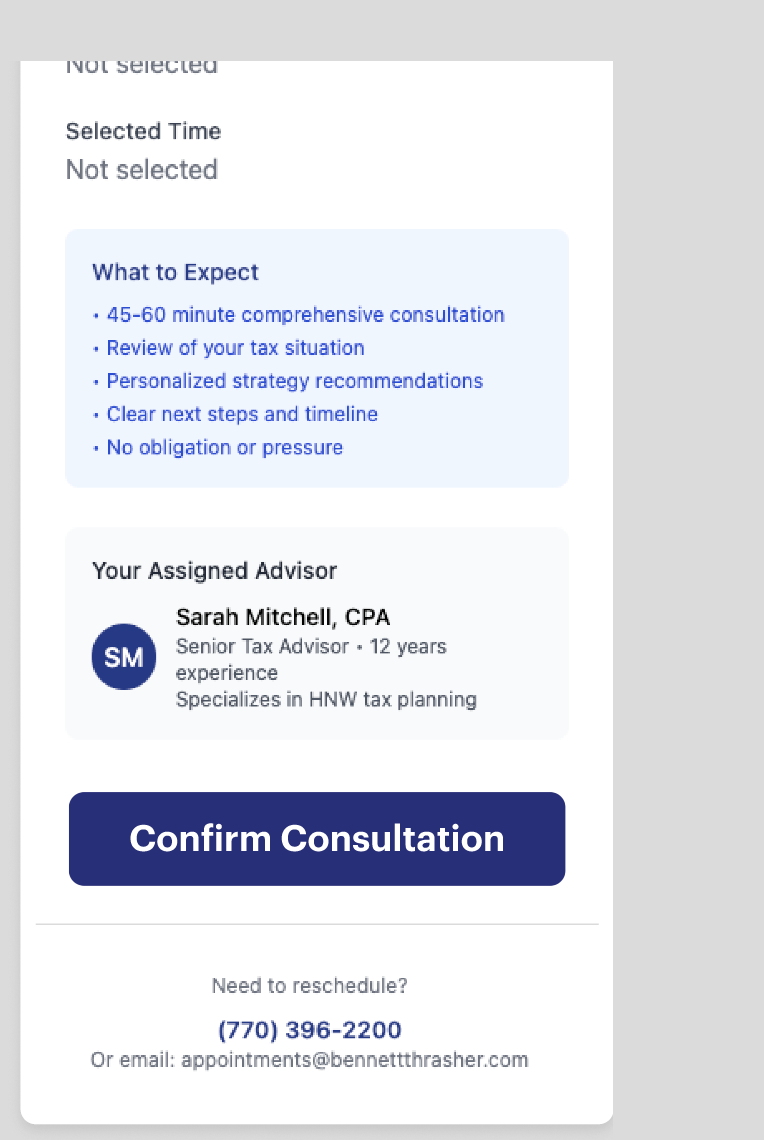 Not selected
Selected Time
Not selected
What to Expect
• 45-60 minute comprehensive consultation
• Review of your tax situation
• Personalized strategy recommendations
• Clear next steps and timeline
• No obligation or pressure
Your Assigned Advisor
SM
Sarah Mitchell, CPA
Senior Tax Advisor • 12 years
experience
Specializes in HNW tax planning
Confirm Consultation
Need to reschedule?
(770) 396-2200
Or email: appointments@bennettthrasher.com